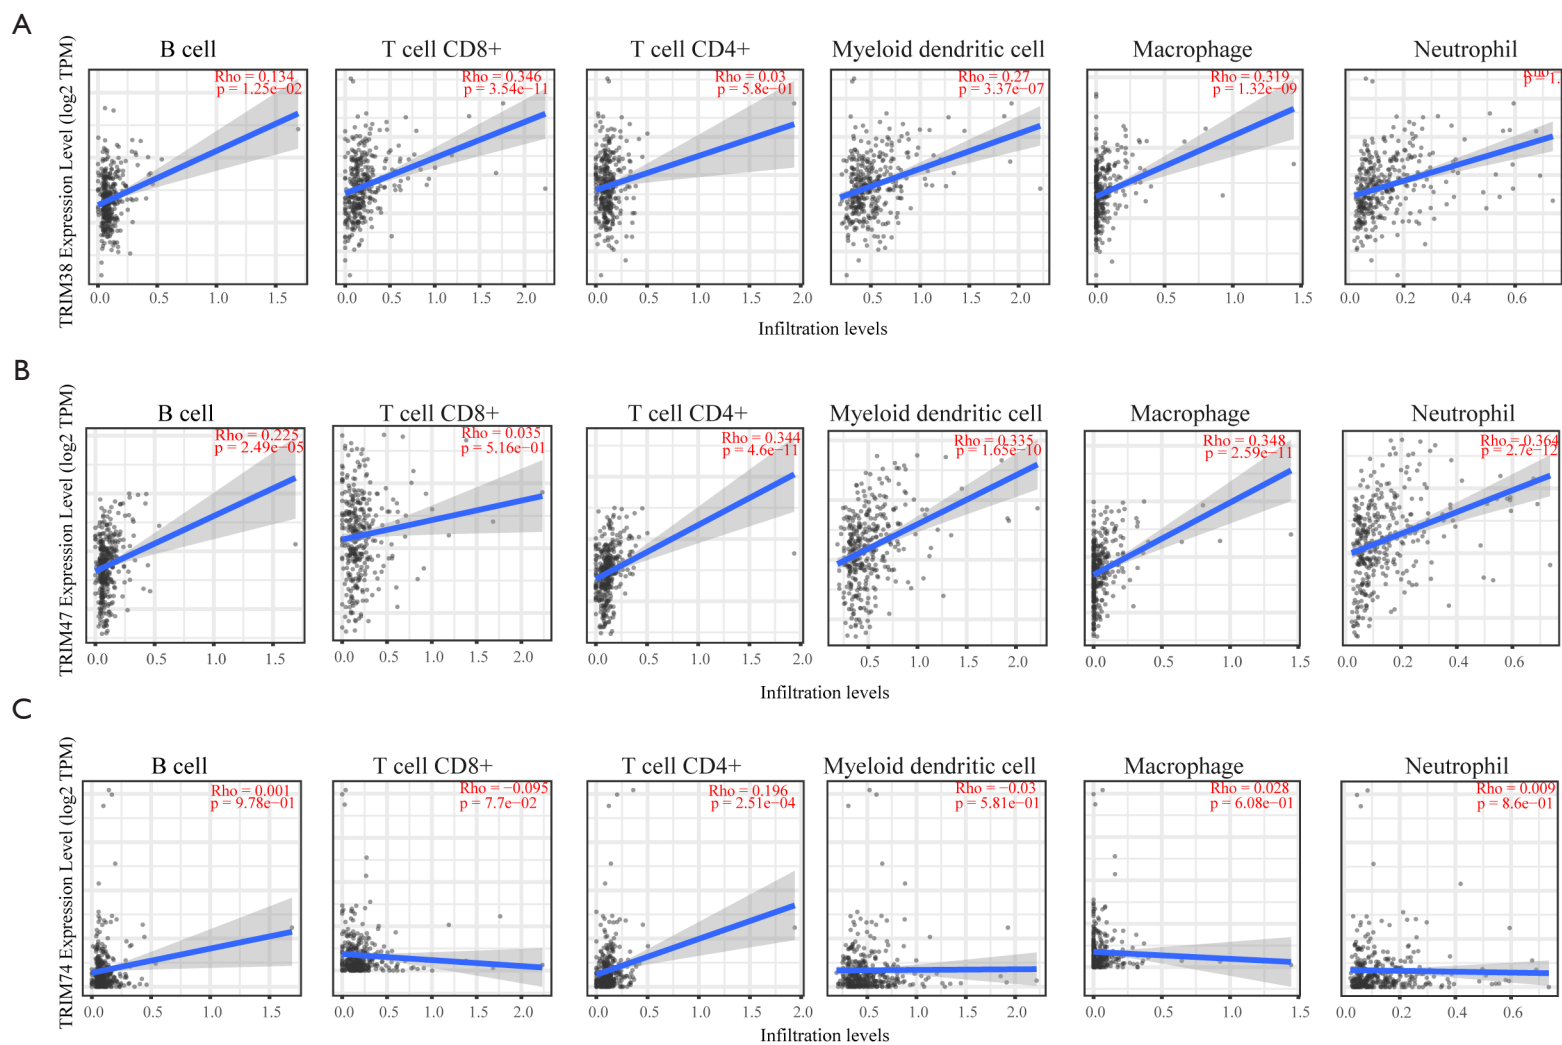 A
TRIM38 Expression Level (log2 TPM)
B cell
Rho = 0.134
p = 1.25e−02
0.0 0.5 1.0 1.5
T cell CD8+
Rho = 0.346
p = 3.54e−11
0.0 0.5 1.0 1.5 2.0
T cell CD4+
Rho = 0.03
p = 5.8e−01
0.0 0.5 1.0 1.5 2.0
Myeloid dendritic cell
Rho = 0.27
p = 3.37e−07
0.5 1.0 1.5 2.0
Macrophage
Rho = 0.319
p = 1.32e−09
0.0 0.5 1.0 1.5
Neutrophil
Rho
p = 1.
0.0 0.2 0.4 0.6
Infiltration levels
B
TRIM47 Expression Level (log2 TPM)
B cell
Rho = 0.225
p = 2.49e−05
0.0 0.5 1.0 1.5
T cell CD8+
Rho = 0.035
p = 5.16e−01
0.0 0.5 1.0 1.5 2.0
T cell CD4+
Rho = 0.344
p = 4.6e−11
0.0 0.5 1.0 1.5 2.0
Myeloid dendritic cell
Rho = 0.335
p = 1.65e−10
0.5 1.0 1.5 2.0
Macrophage
Rho = 0.348
p = 2.59e−11
0.0 0.5 1.0 1.5
Neutrophil
Rho = 0.364
p = 2.7e−12
0.0 0.2 0.4 0.6
Infiltration levels
C
TRIM74 Expression Level (log2 TPM)
B cell
Rho = 0.001
p = 9.78e−01
0.0 0.5 1.0 1.5
T cell CD8+
Rho = −0.095
p = 7.7e−02
0.0 0.5 1.0 1.5 2.0
T cell CD4+
Rho = 0.196
p = 2.51e−04
0.0 0.5 1.0 1.5 2.0
Myeloid dendritic cell
Rho = −0.03
p = 5.81e−01
0.5 1.0 1.5 2.0
Macrophage
Rho = 0.028
p = 6.08e−01
0.0 0.5 1.0 1.5
Neutrophil
Rho = 0.009
p = 8.6e−01
0.0 0.2 0.4 0.6
Infiltration levels